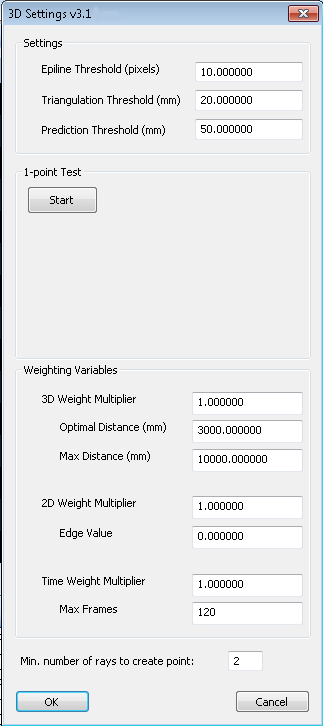 3D Settings v3.1
Settings
Epiline Threshold (pixels) 10.000000
Triangulation Threshold (mm) 20.000000
Prediction Threshold (mm) 50.000000
1-point Test
Start
Weighting Variables
3D Weight Multiplier 1.000000
Optimal Distance (mm) 3000.000000
Max Distance (mm) 10000.000000
2D Weight Multiplier 1.000000
Edge Value 0.000000
Time Weight Multiplier 1.000000
Max Frames 120
Min. number of rays to create point: 2
OK Cancel